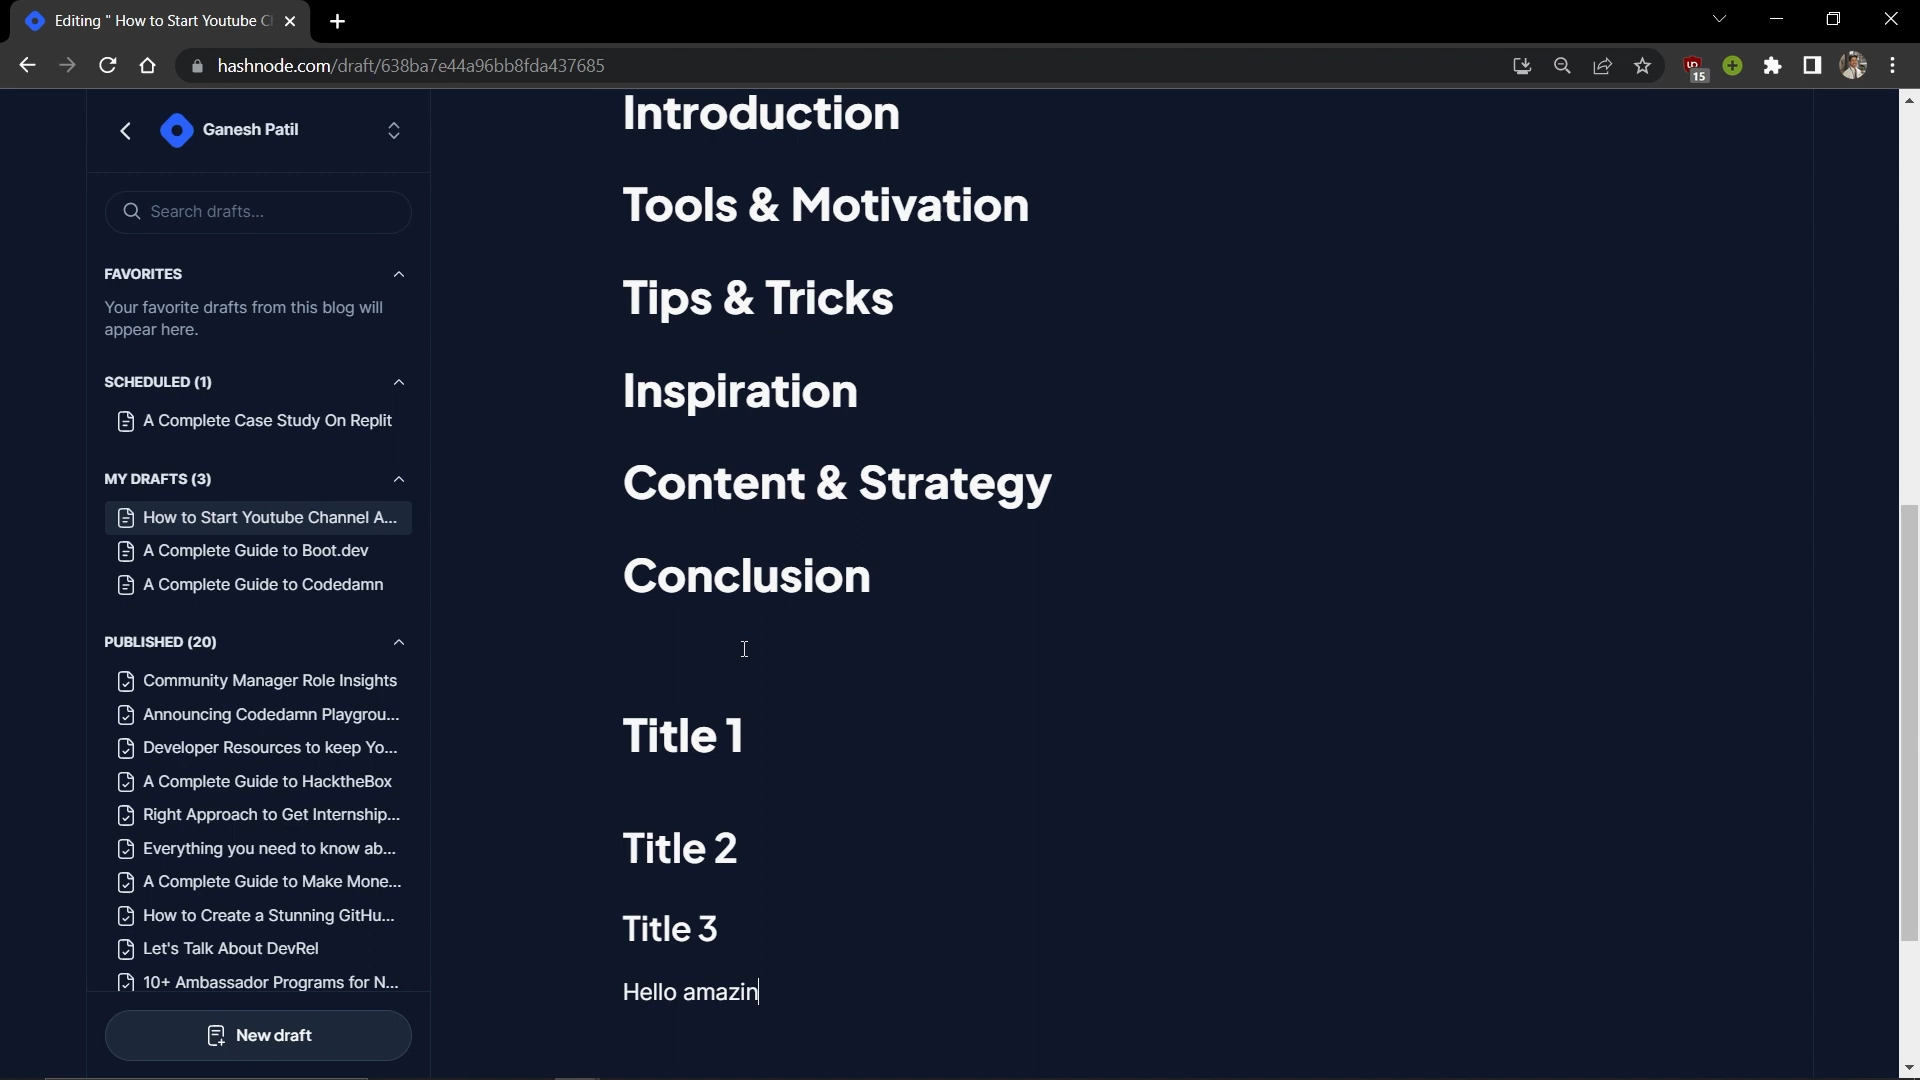 Editing " How to Start Youtube C
hashnode.com/draft/638ba7e44a96bb8fda437685
15
Ganesh Patil
Search drafts...
FAVORITES
Your favorite drafts from this blog will
appear here.
SCHEDULED (1)
A Complete Case Study On Replit
MY DRAFTS (3)
How to Start Youtube Channel A...
A Complete Guide to Boot.dev
A Complete Guide to Codedamn
PUBLISHED (20)
Community Manager Role Insights
Announcing Codedamn Playgrou...
Developer Resources to keep Yo...
A Complete Guide to HacktheBox
Right Approach to Get Internship...
Everything you need to know ab...
A Complete Guide to Make Mone...
How to Create a Stunning GitHu...
Let's Talk About DevRel
10+ Ambassador Programs for N...
New draft
Introduction
Tools & Motivation
Tips & Tricks
Inspiration
Content & Strategy
Conclusion
Title 1
Title 2
Title 3
Hello amazin